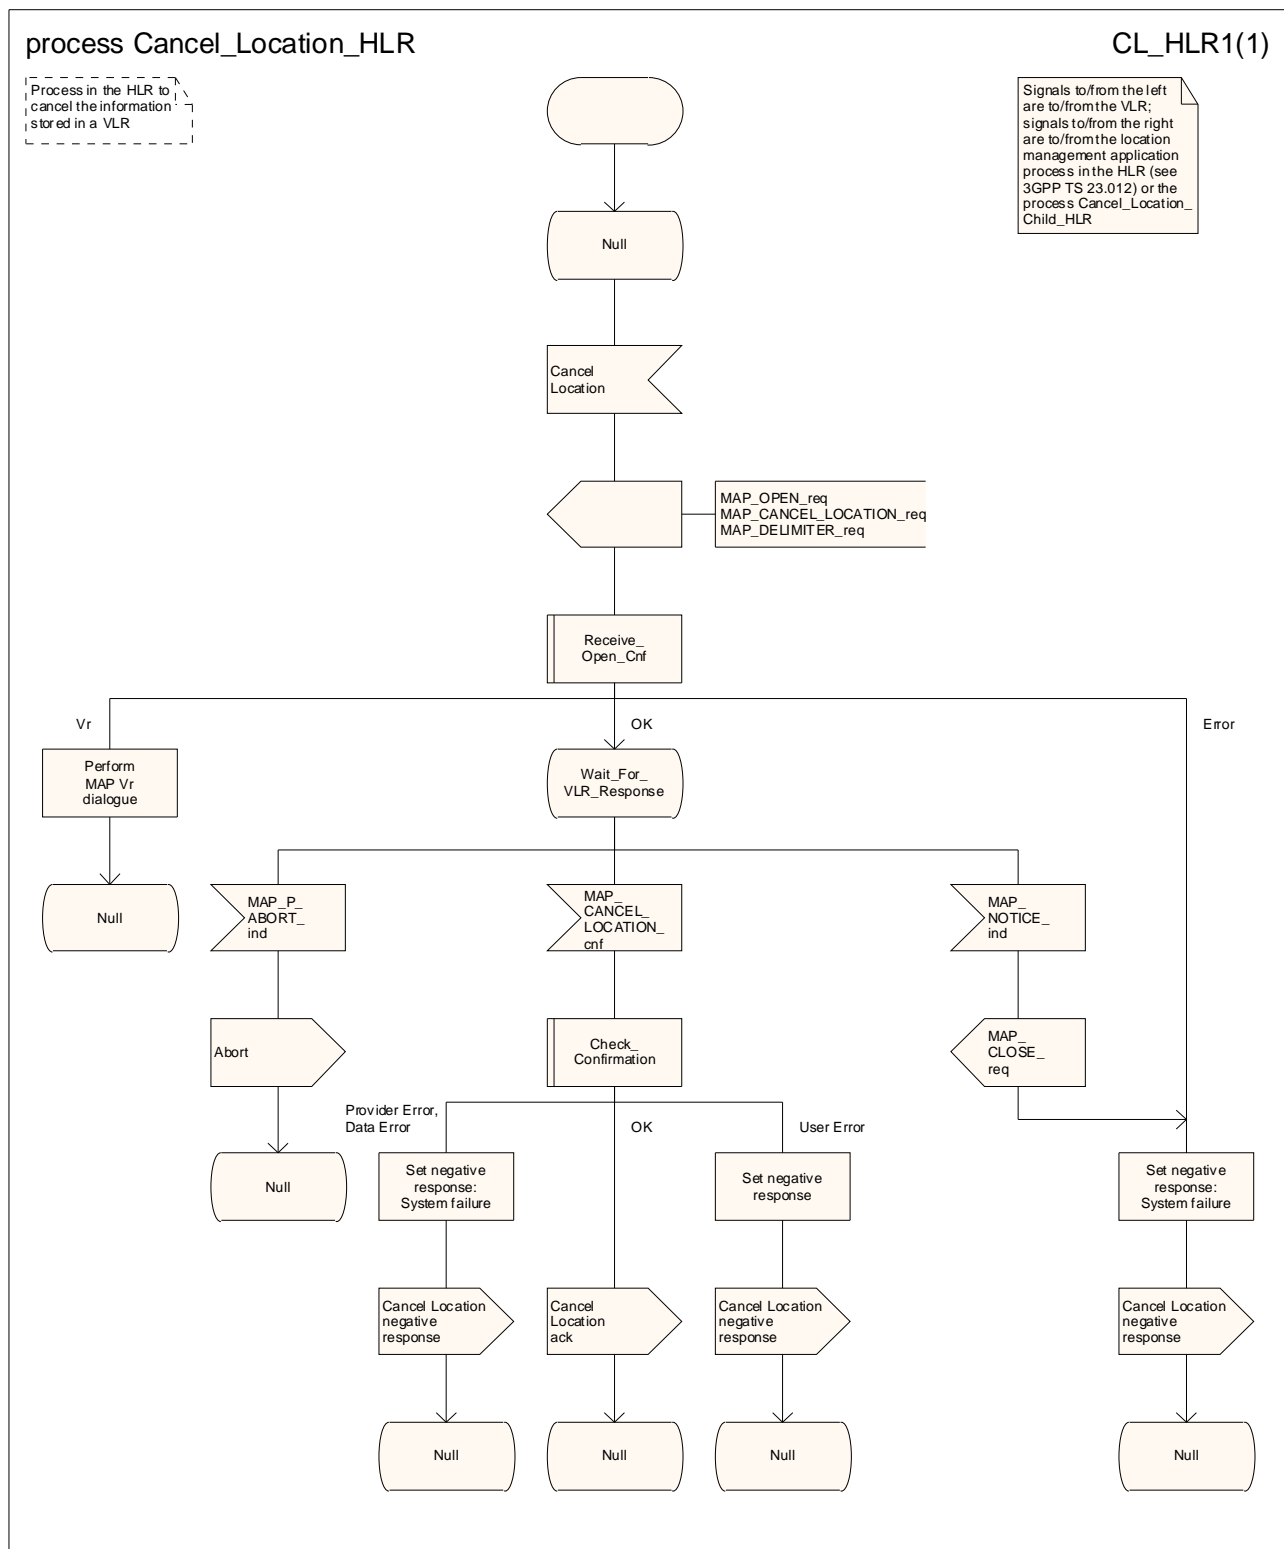 process Cancel_Location_HLR
CL_HLR1(1)
Process in the HLR to
cancel the information
stored in a VLR
Signals to/from the left
are to/from the VLR;
signals to/from the right
are to/from the location
management application
process in the HLR (see
3GPP TS 23.012) or the
process Cancel_Location_
Child_HLR
Null
Cancel
Location
MAP_OPEN_req
MAP_CANCEL_LOCATION_req
MAP_DELIMITER_req
Receive_
Open_Cnf
Vr
OK
Error
Perform
MAP Vr
dialogue
Wait_For_
VLR_Response
Null
MAP_P_
ABORT_
ind
MAP_
CANCEL_
LOCATION_
cnf
MAP_
NOTICE_
ind
Abort
Check_
Confirmation
MAP_
CLOSE_
req
Provider Error,
Data Error
OK
User Error
Null
Set negative
response:
System failure
Set negative
response
Set negative
response:
System failure
Cancel Location
negative
response
Cancel
Location
ack
Cancel Location
negative
response
Cancel Location
negative
response
Null
Null
Null
Null